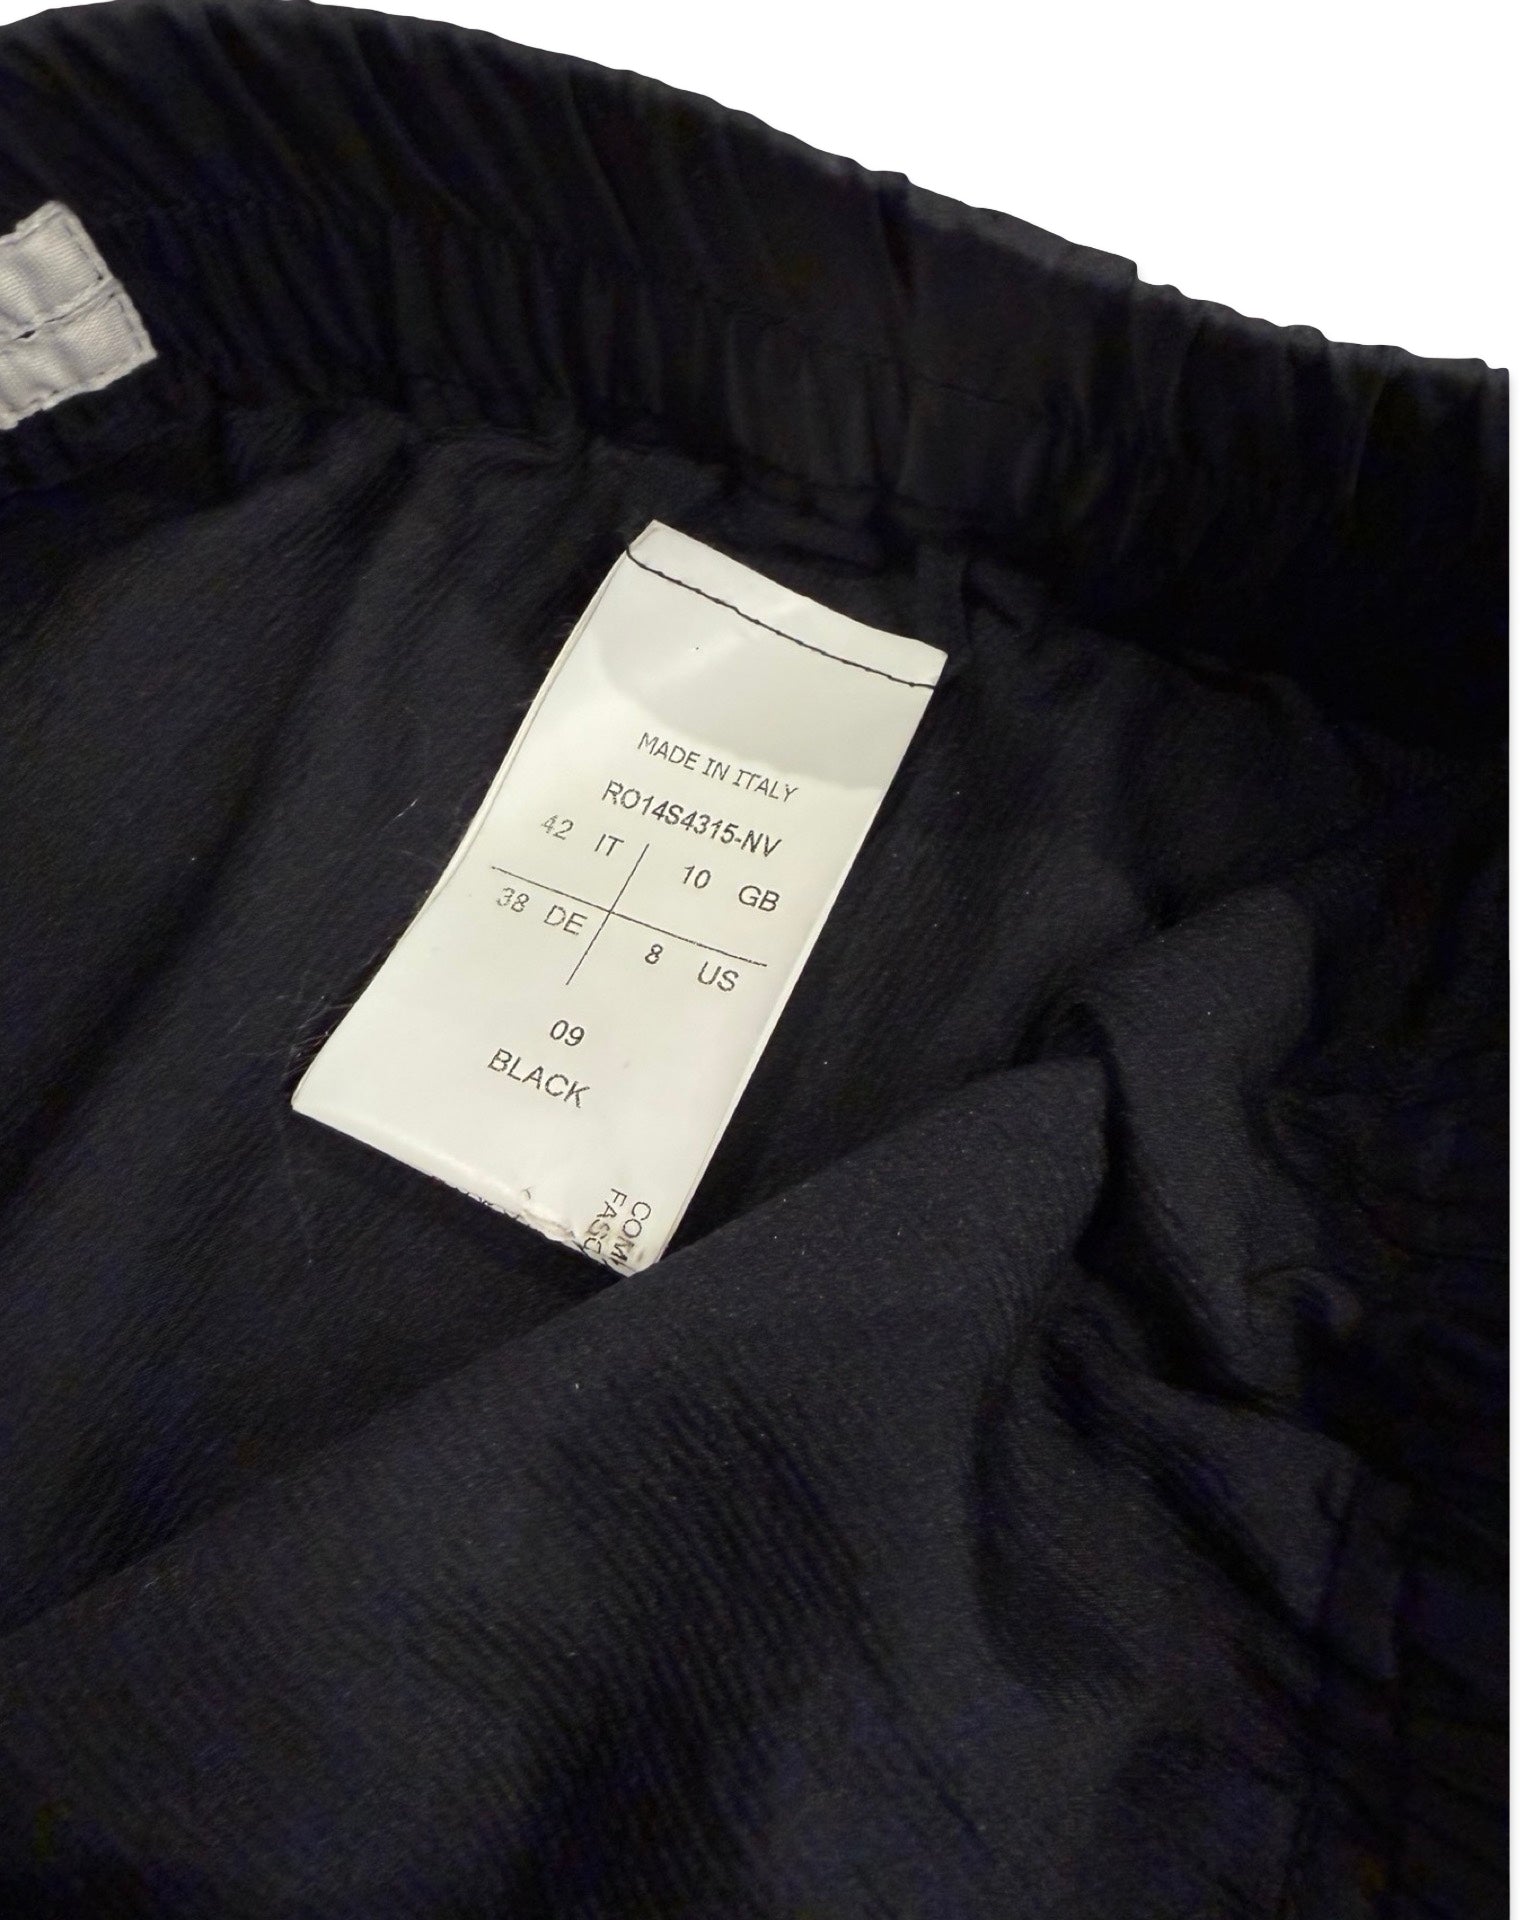 MADE IN ITALY
RO14S4315-NV
42 IT 10 GB
38 DE 8 US
09
BLACK